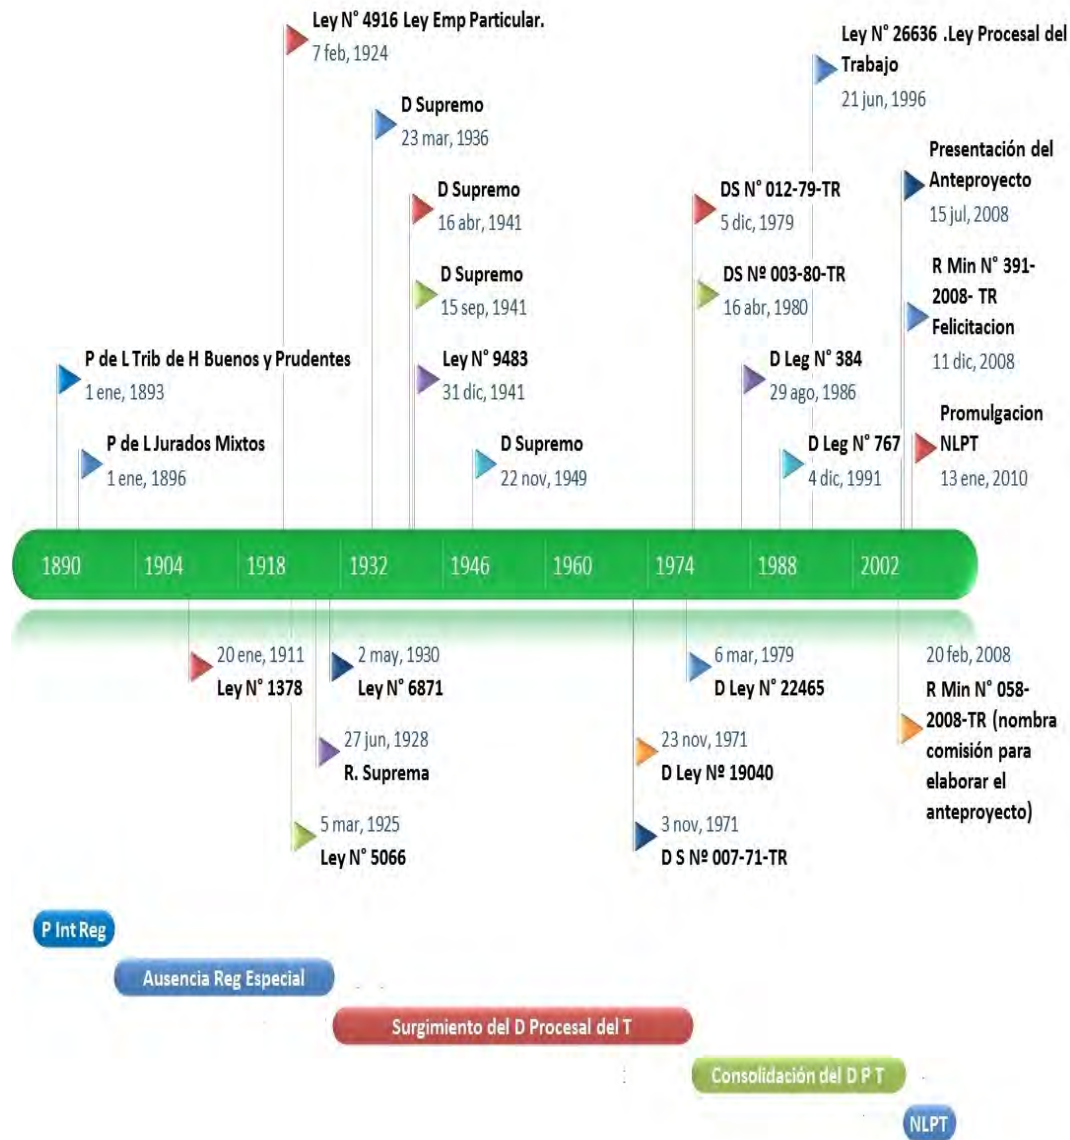 Ley N° 4916 Ley Emp Particular.
7 feb, 1924
Ley N° 26636 .Ley Procesal del
Trabajo
21 jun, 1996
D Supremo
23 mar, 1936
Presentación del
Anteproyecto
15 jul, 2008
D Supremo
16 abr, 1941
DS N° 012-79-TR
5 dic, 1979
D Supremo
15 sep, 1941
DS Nº 003-80-TR
16 abr, 1980
R Min N° 391-
2008- TR
Felicitacion
11 dic, 2008
P de L Trib de H Buenos y Prudentes
1 ene, 1893
Ley N° 9483
31 dic, 1941
D Leg N° 384
29 ago, 1986
P de L Jurados Mixtos
1 ene, 1896
D Supremo
22 nov, 1949
D Leg N° 767
4 dic, 1991
Promulgacion
NLPT
13 ene, 2010
1890 1904 1918 1932 1946 1960 1974 1988 2002
20 ene, 1911
Ley N° 1378
2 may, 1930
Ley N° 6871
6 mar, 1979
D Ley N° 22465
20 feb, 2008
R Min N° 058-
2008-TR (nombra
comisión para
elaborar el
anteproyecto)
27 jun, 1928
R. Suprema
23 nov, 1971
D Ley Nº 19040
5 mar, 1925
Ley N° 5066
3 nov, 1971
D S Nº 007-71-TR
P Int Reg
Ausencia Reg Especial
Surgimiento del D Procesal del T
Consolidación del D P T
NLPT